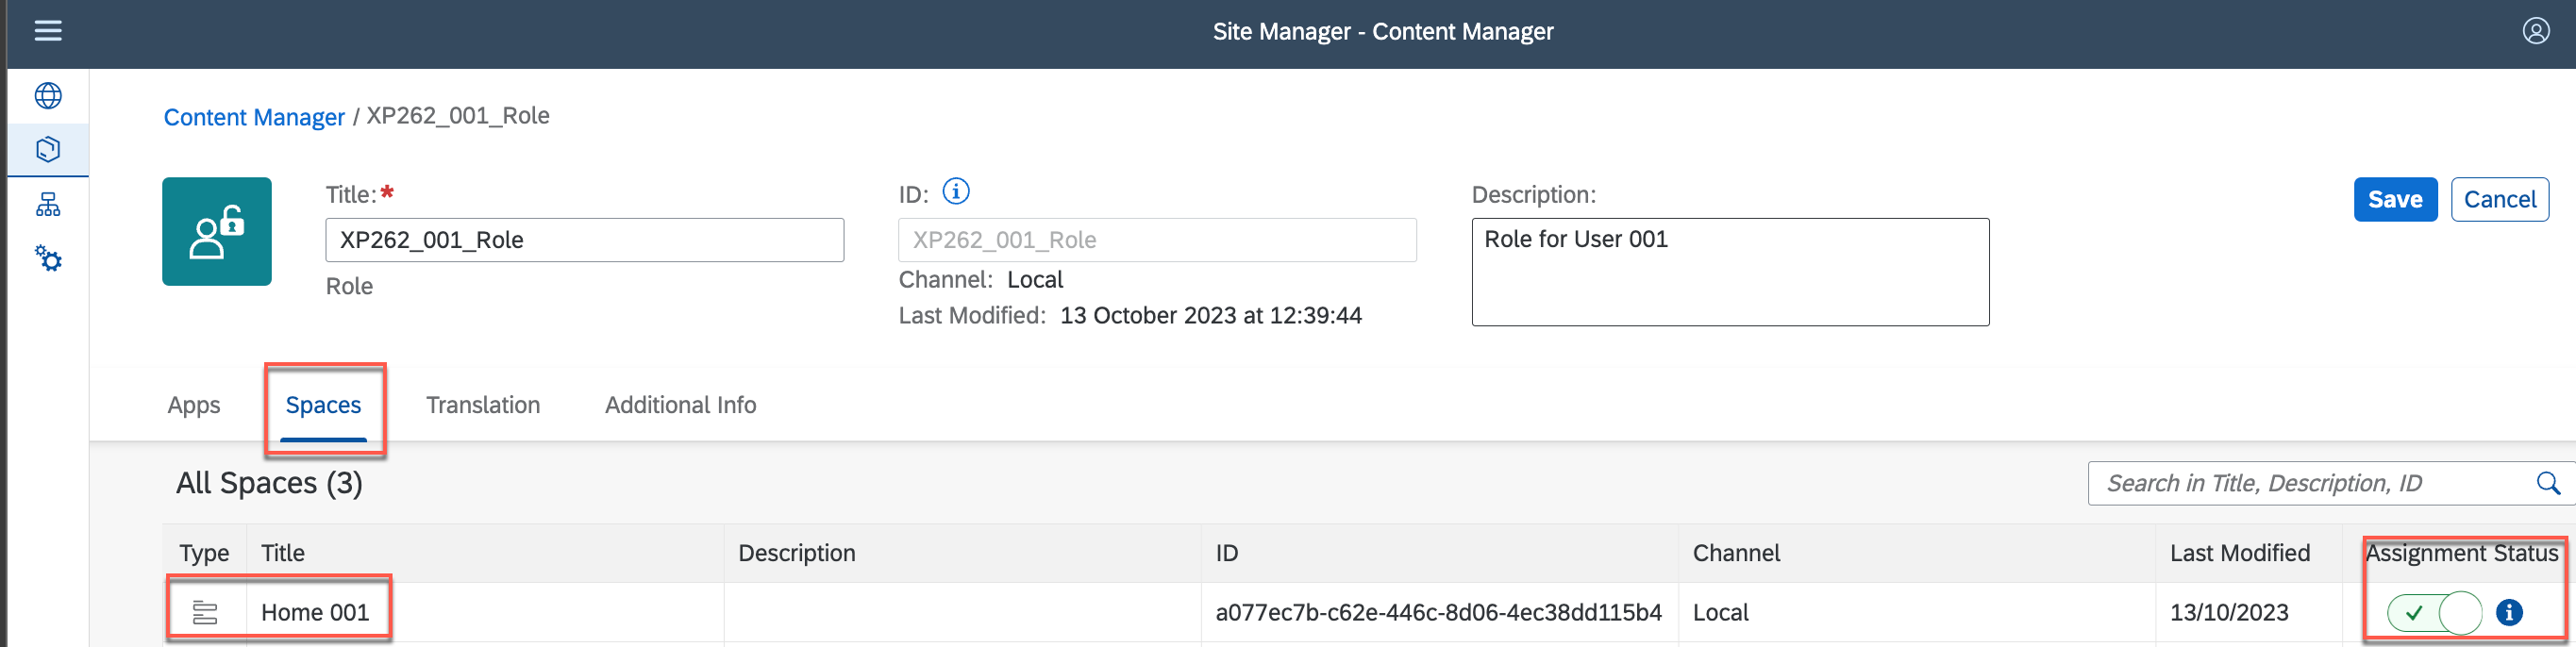 Site Manager - Content Manager
Content Manager / XP262_001_Role
Title:*
XP262_001_Role
Role
ID:
XP262_001_Role
Channel: Local
Last Modified: 13 October 2023 at 12:39:44
Description:
Role for User 001
Save
Cancel
Apps
Spaces
Translation
Additional Info
All Spaces (3)
Search in Title, Description, ID
Type Title Description ID Channel Last Modified Assignment Status
Home 001 a077ec7b-c62e-446c-8d06-4ec38dd115b4 Local 13/10/2023